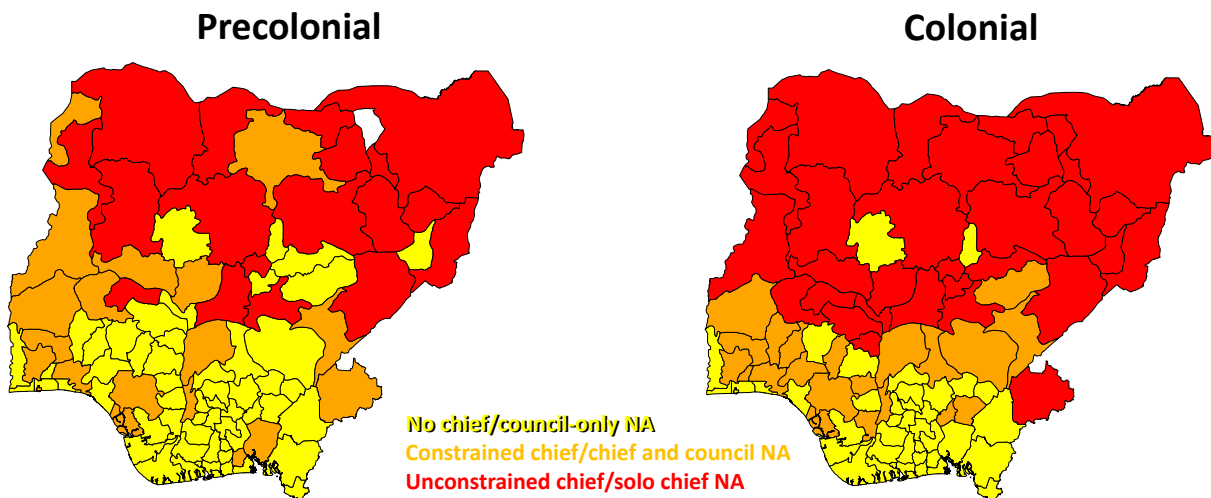 Precolonial
Colonial
No chief/council-only NA
Constrained chief/chief and council NA
Unconstrained chief/solo chief NA